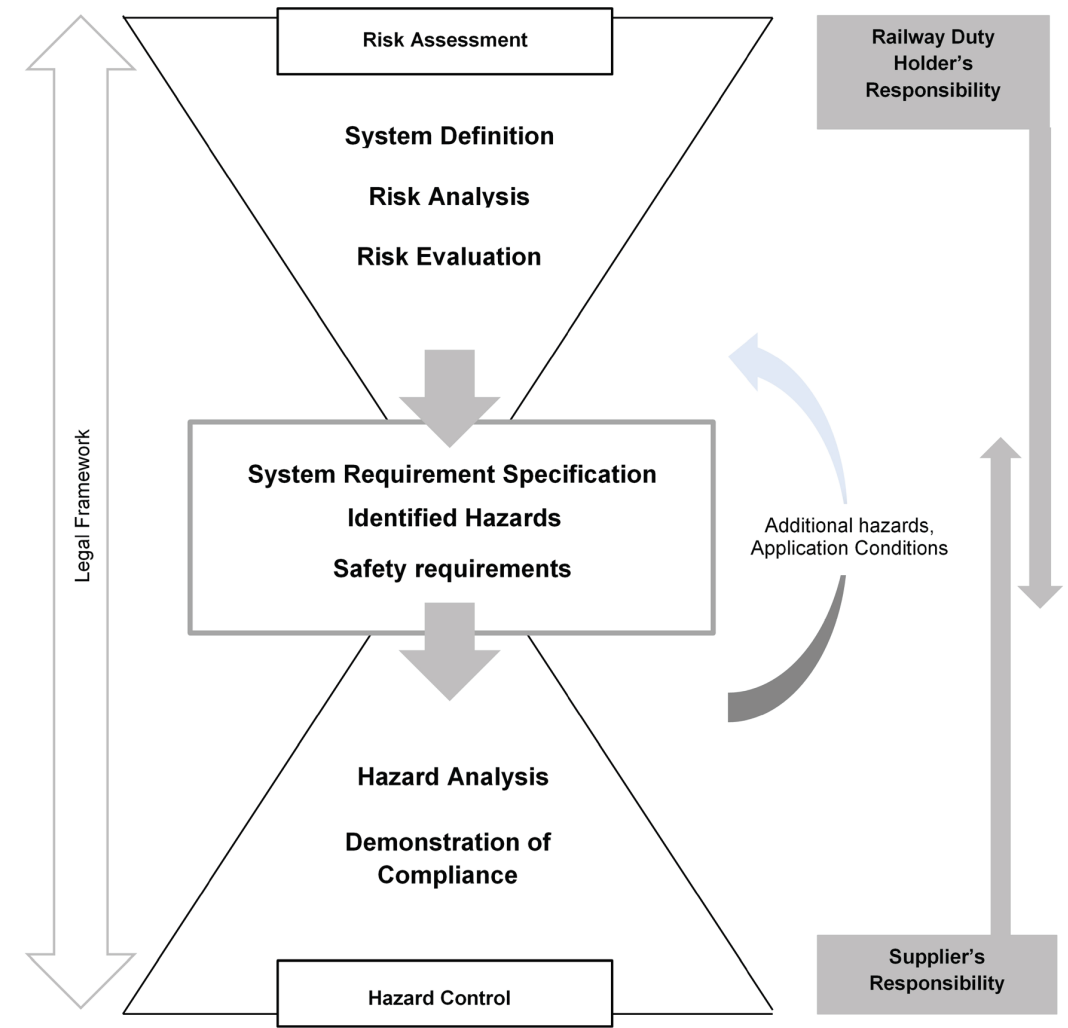 Risk Assessment
Railway Duty
Holder's
Responsibility
System Definition
Risk Analysis
Risk Evaluation
Legal Framework
System Requirement Specification
Identified Hazards
Safety requirements
Additional hazards,
Application Conditions
Hazard Analysis
Demonstration of
Compliance
Hazard Control
Supplier's
Responsibility